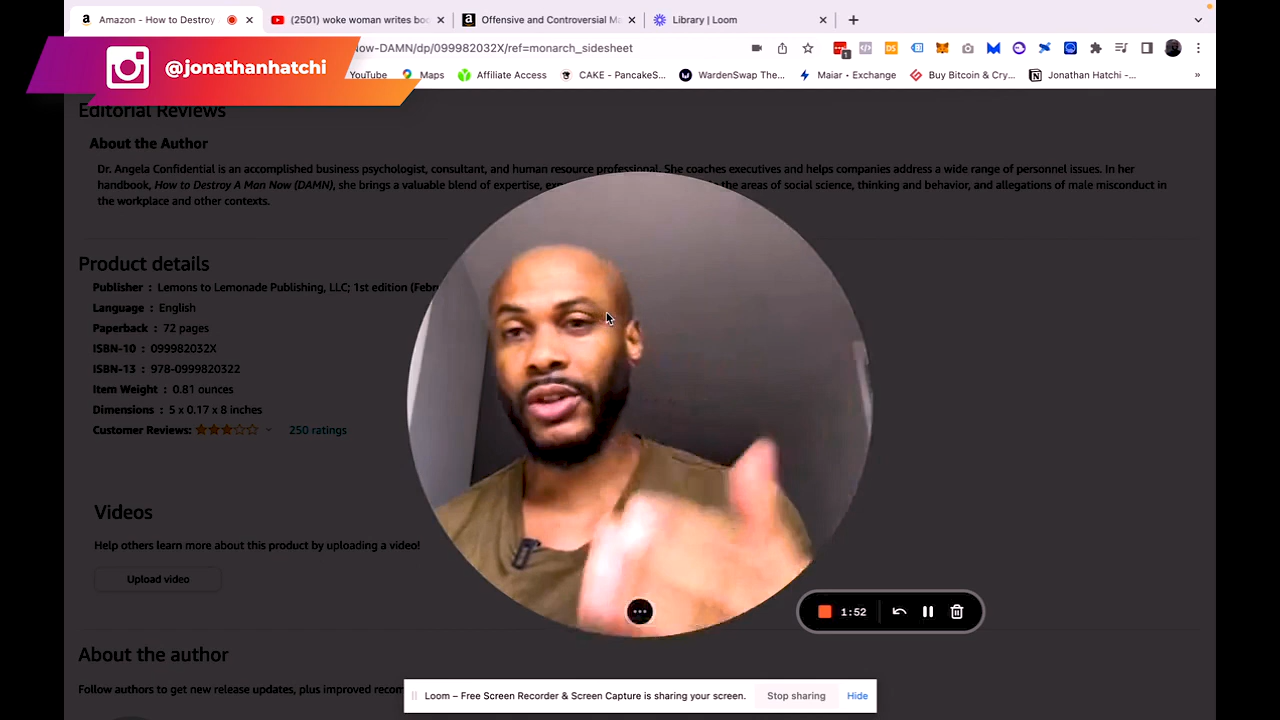 Amazon - How to Destroy
(2501) woke woman writes boo
Offensive and Controversial Ma
Library | Loom
@jonathanhatchi
ow-DAMN/dp/099982032X/ref=monarch_sidesheet
YouTube
Maps
Affiliate Access
CAKE - PancakeS...
WardenSwap The...
Maiar • Exchange
Buy Bitcoin & Cry...
Jonathan Hatchi -...
»
Editorial Reviews
About the Author
Dr. Angela Confidential is an accomplished business psychologist, consultant, and human resource professional. She coaches executives and helps companies address a wide range of personnel issues. In her
handbook, How to Destroy A Man Now (DAMN), she brings a valuable blend of expertise, the areas of social science, thinking and behavior, and allegations of male misconduct in
the workplace and other contexts.
Product details
Publisher : Lemons to Lemonade Publishing, LLC; 1st edition (Febr
Language : English
Paperback : 72 pages
ISBN-10 : 099982032X
ISBN-13 : 978-0999820322
Item Weight : 0.81 ounces
Dimensions : 5 x 0.17 x 8 inches
Customer Reviews: 250 ratings
Videos
Help others learn more about this product by uploading a video!
Upload video
1:52
About the author
Follow authors to get new release updates, plus improved recom
Loom – Free Screen Recorder & Screen Capture is sharing your screen.
Stop sharing
Hide